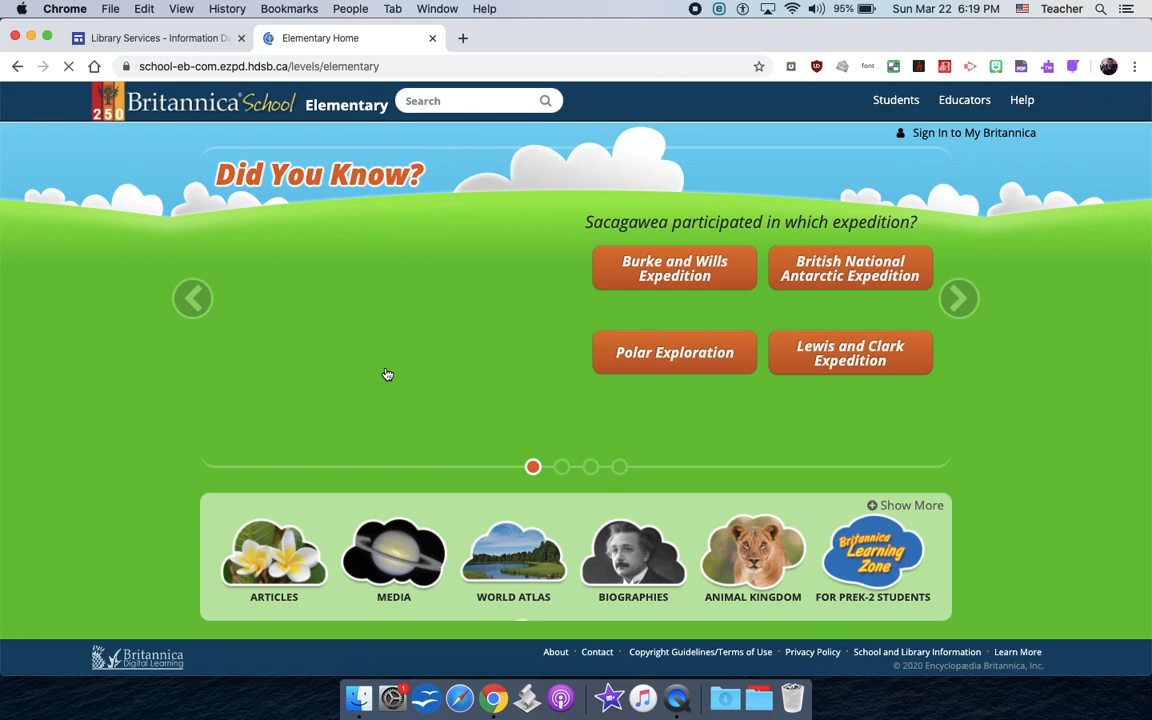 Chrome File Edit View History Bookmarks People Tab Window Help 95% Sun Mar 22 6:19 PM Teacher
Library Services - Information Da
Elementary Home
school-eb-com.ezpd.hdsb.ca/levels/elementary
font
Britannica School Elementary
250
Search
Students Educators Help
Sign In to My Britannica
Did You Know?
Sacagawea participated in which expedition?
Burke and Wills
Expedition
British National
Antarctic Expedition
Polar Exploration
Lewis and Clark
Expedition
Show More
Britannica
Learning
Zone
ARTICLES MEDIA WORLD ATLAS BIOGRAPHIES ANIMAL KINGDOM FOR PREK-2 STUDENTS
Britannica
Digital Learning
About · Contact · Copyright Guidelines/Terms of Use · Privacy Policy · School and Library Information · Learn More
© 2020 Encyclopædia Britannica, Inc.
1